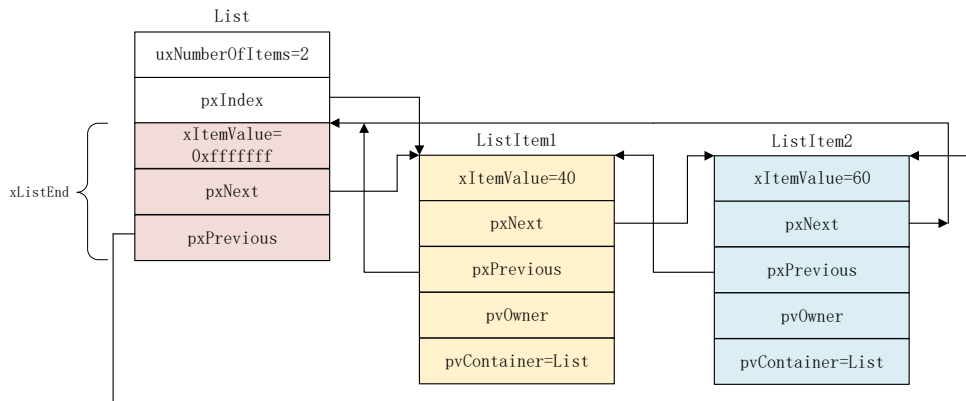 List
uxNumberOfItems=2
pxIndex
xItemValue=
0xfffffff
pxNext
pxPrevious
xListEnd
ListItem1
xItemValue=40
pxNext
pxPrevious
pvOwner
pvContainer=List
ListItem2
xItemValue=60
pxNext
pxPrevious
pvOwner
pvContainer=List